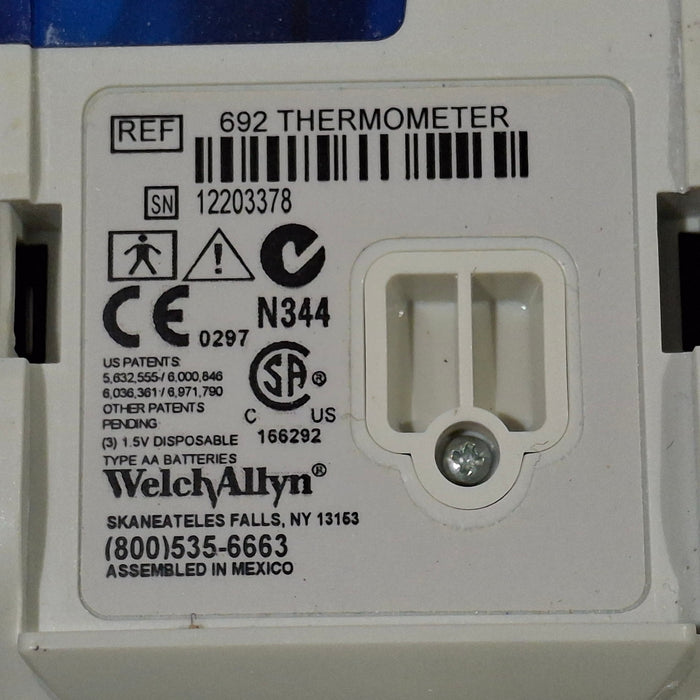 REF 692 THERMOMETER
SN 12203378
CE 0297 N344
US PATENTS:
5,632,555 / 6,000,846
6,036,361 / 6,971,790
OTHER PATENTS
PENDING
SA ®
C US
166292
(3) 1.5V DISPOSABLE
TYPE AA BATTERIES
WelchAllyn®
SKANEATELES FALLS, NY 13153
(800)535-6663
ASSEMBLED IN MEXICO